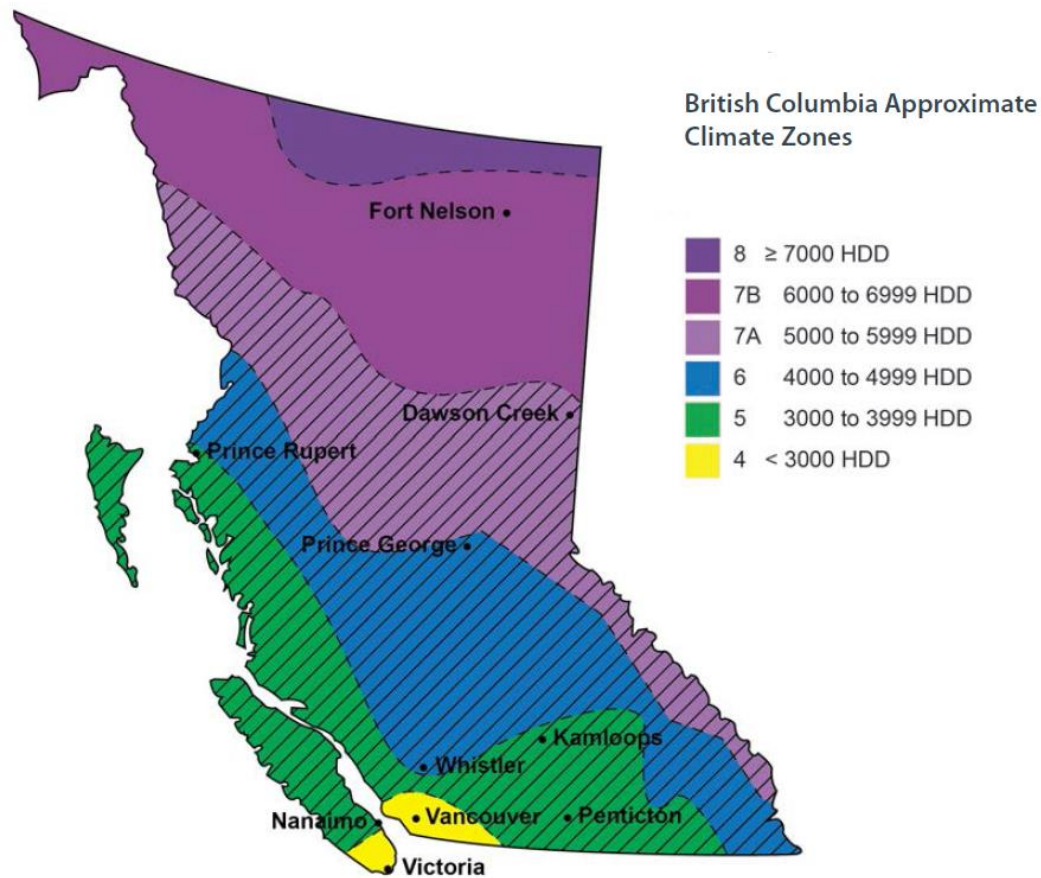 British Columbia Approximate
Climate Zones
Fort Nelson
8 ≥ 7000 HDD
7B 6000 to 6999 HDD
7A 5000 to 5999 HDD
6 4000 to 4999 HDD
5 3000 to 3999 HDD
4 < 3000 HDD
Dawson Creek
Prince Rupert
Prince George
Kamloops
Whistler
Vancouver
Penticton
Nanaimo
Victoria